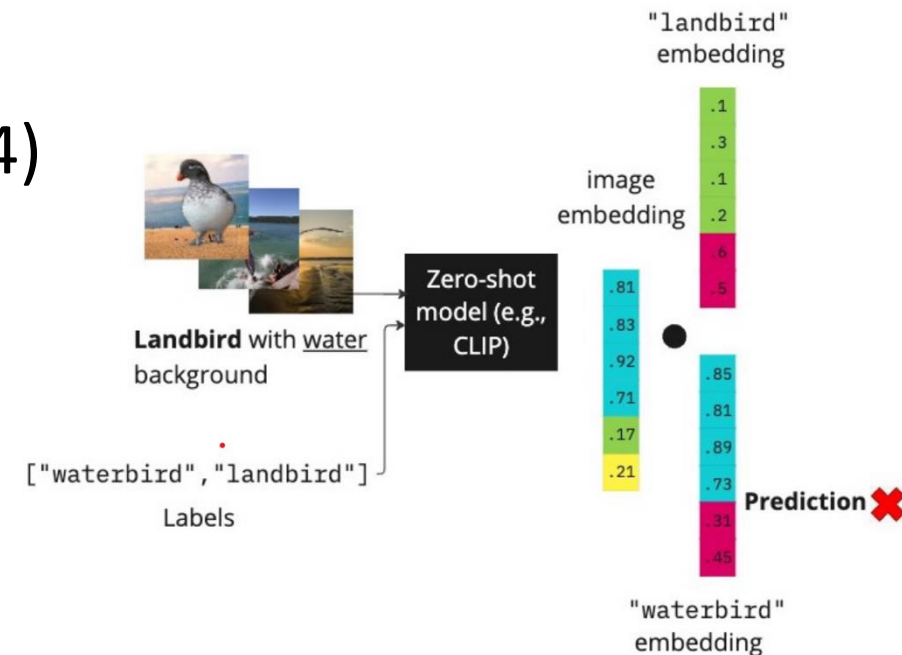 4)
"landbird"
embedding
.1
.3
.1
.2
.6
.5
image
embedding
.81
.83
.92
.71
.17
.21
Zero-shot
model (e.g.,
CLIP)
Landbird with water
background
["waterbird","landbird"]
Labels
.85
.81
.89
.73
.31
.45
Prediction
"waterbird"
embedding